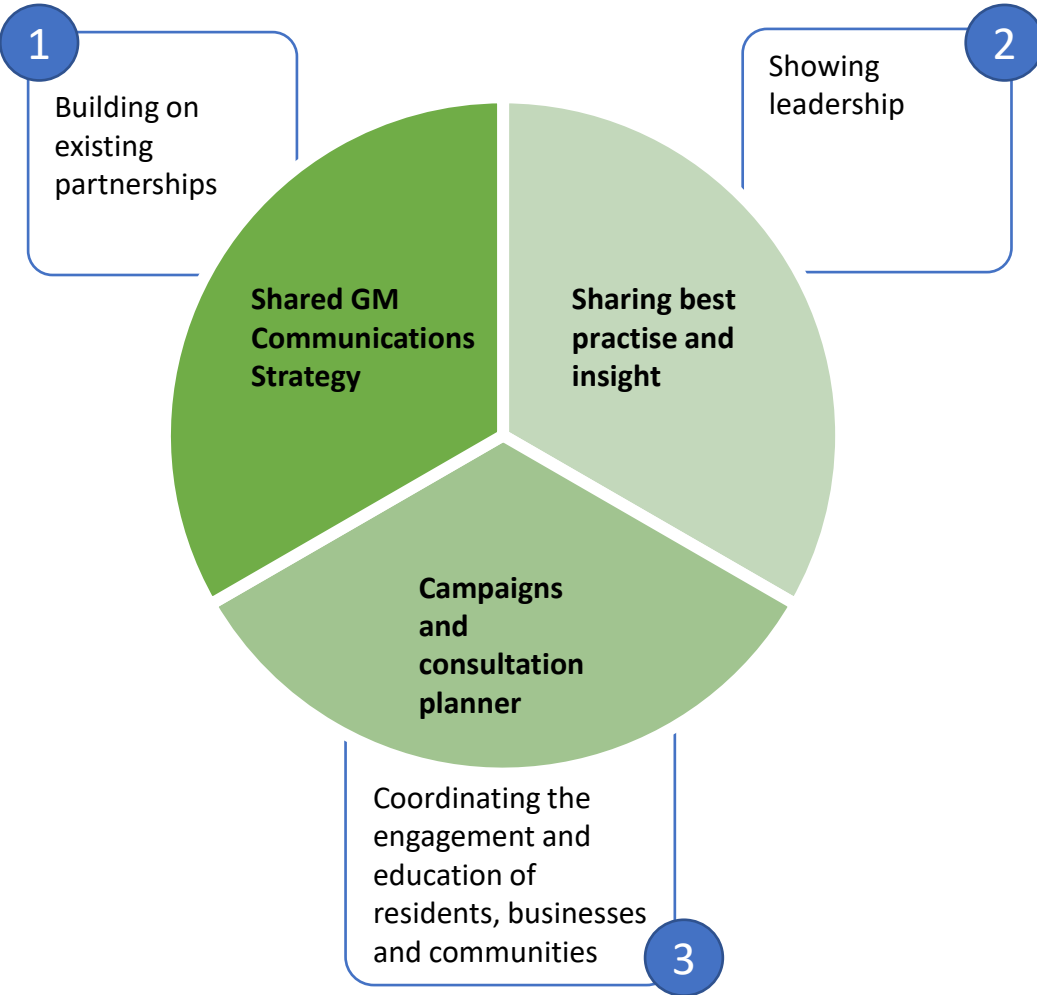 1
Building on
existing
partnerships
2
Showing
leadership
Shared GM
Communications
Strategy
Sharing best
practise and
insight
Campaigns
and
consultation
planner
Coordinating the
engagement and
education of
residents, businesses
and communities
3